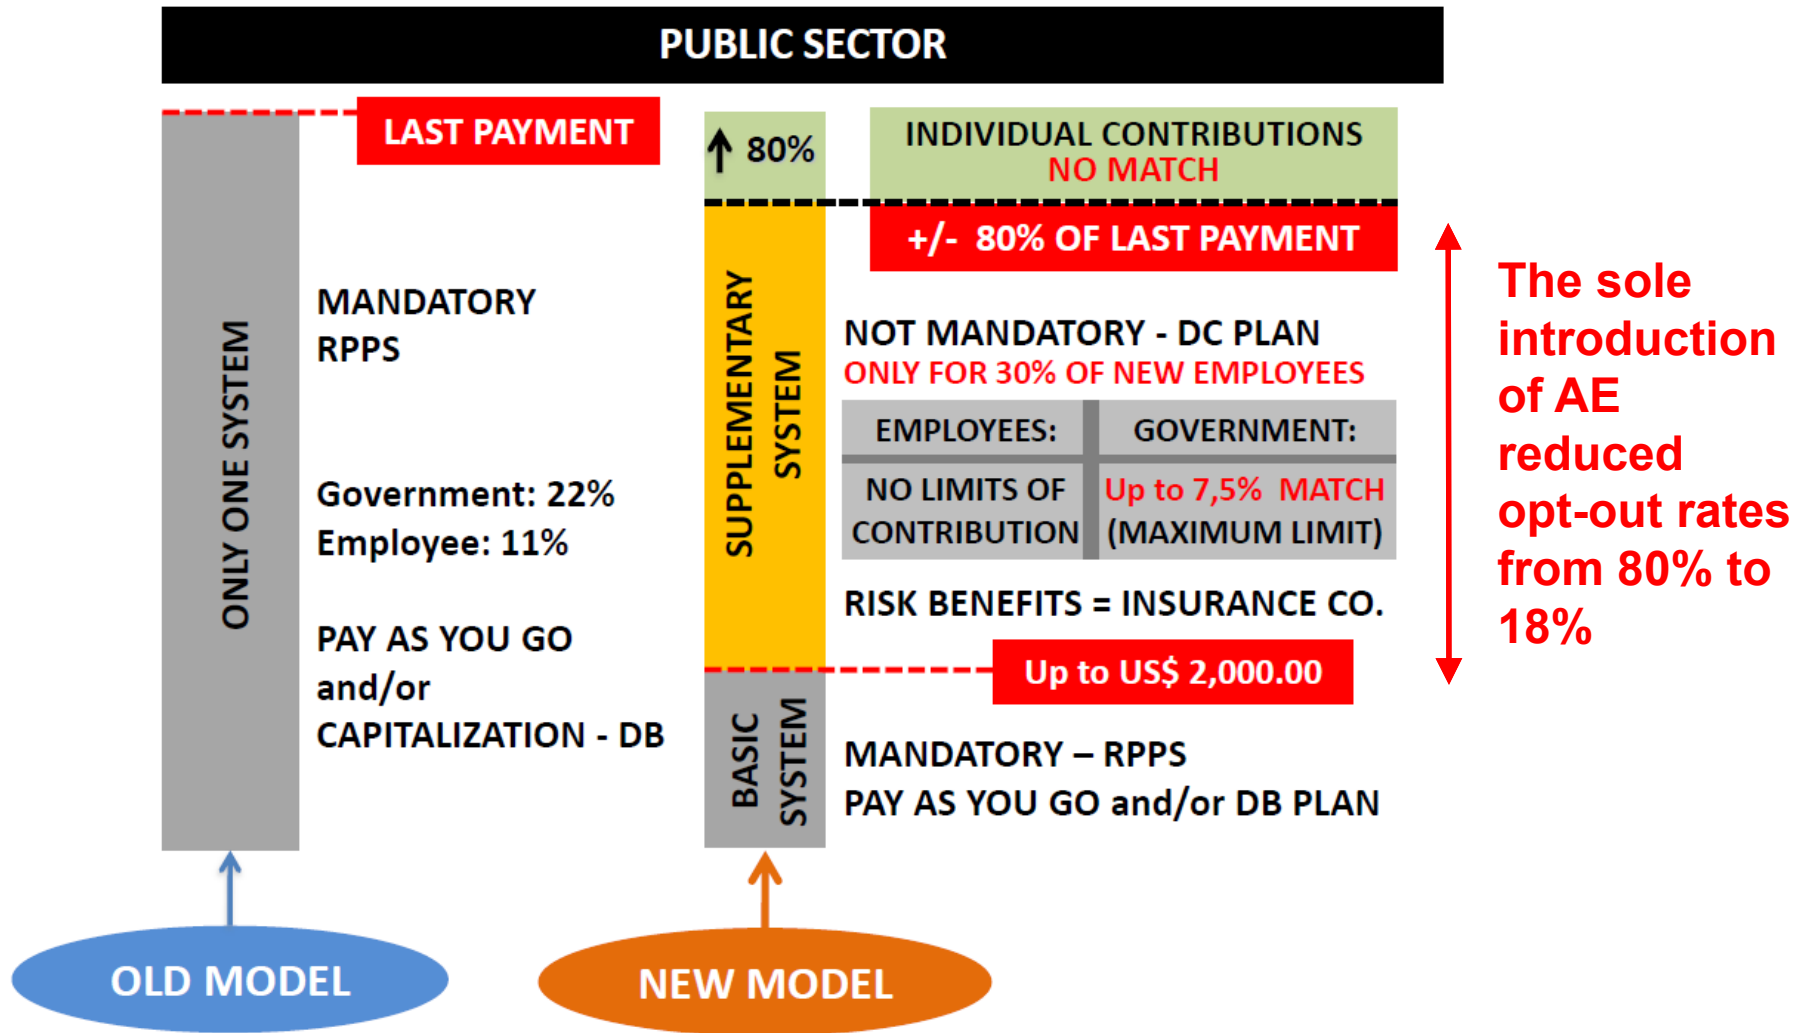 PUBLIC SECTOR
LAST PAYMENT
ONLY ONE SYSTEM
MANDATORY
RPPS
Government: 22%
Employee: 11%
PAY AS YOU GO
and/or
CAPITALIZATION - DB
OLD MODEL
80%
INDIVIDUAL CONTRIBUTIONS
NO MATCH
+/- 80% OF LAST PAYMENT
SUPPLEMENTARY
SYSTEM
NOT MANDATORY - DC PLAN
ONLY FOR 30% OF NEW EMPLOYEES
EMPLOYEES:
GOVERNMENT:
NO LIMITS OF
CONTRIBUTION
Up to 7,5% MATCH
(MAXIMUM LIMIT)
RISK BENEFITS = INSURANCE CO.
Up to US$ 2,000.00
BASIC
SYSTEM
MANDATORY – RPPS
PAY AS YOU GO and/or DB PLAN
NEW MODEL
The sole
introduction
of AE
reduced
opt-out rates
from 80% to
18%